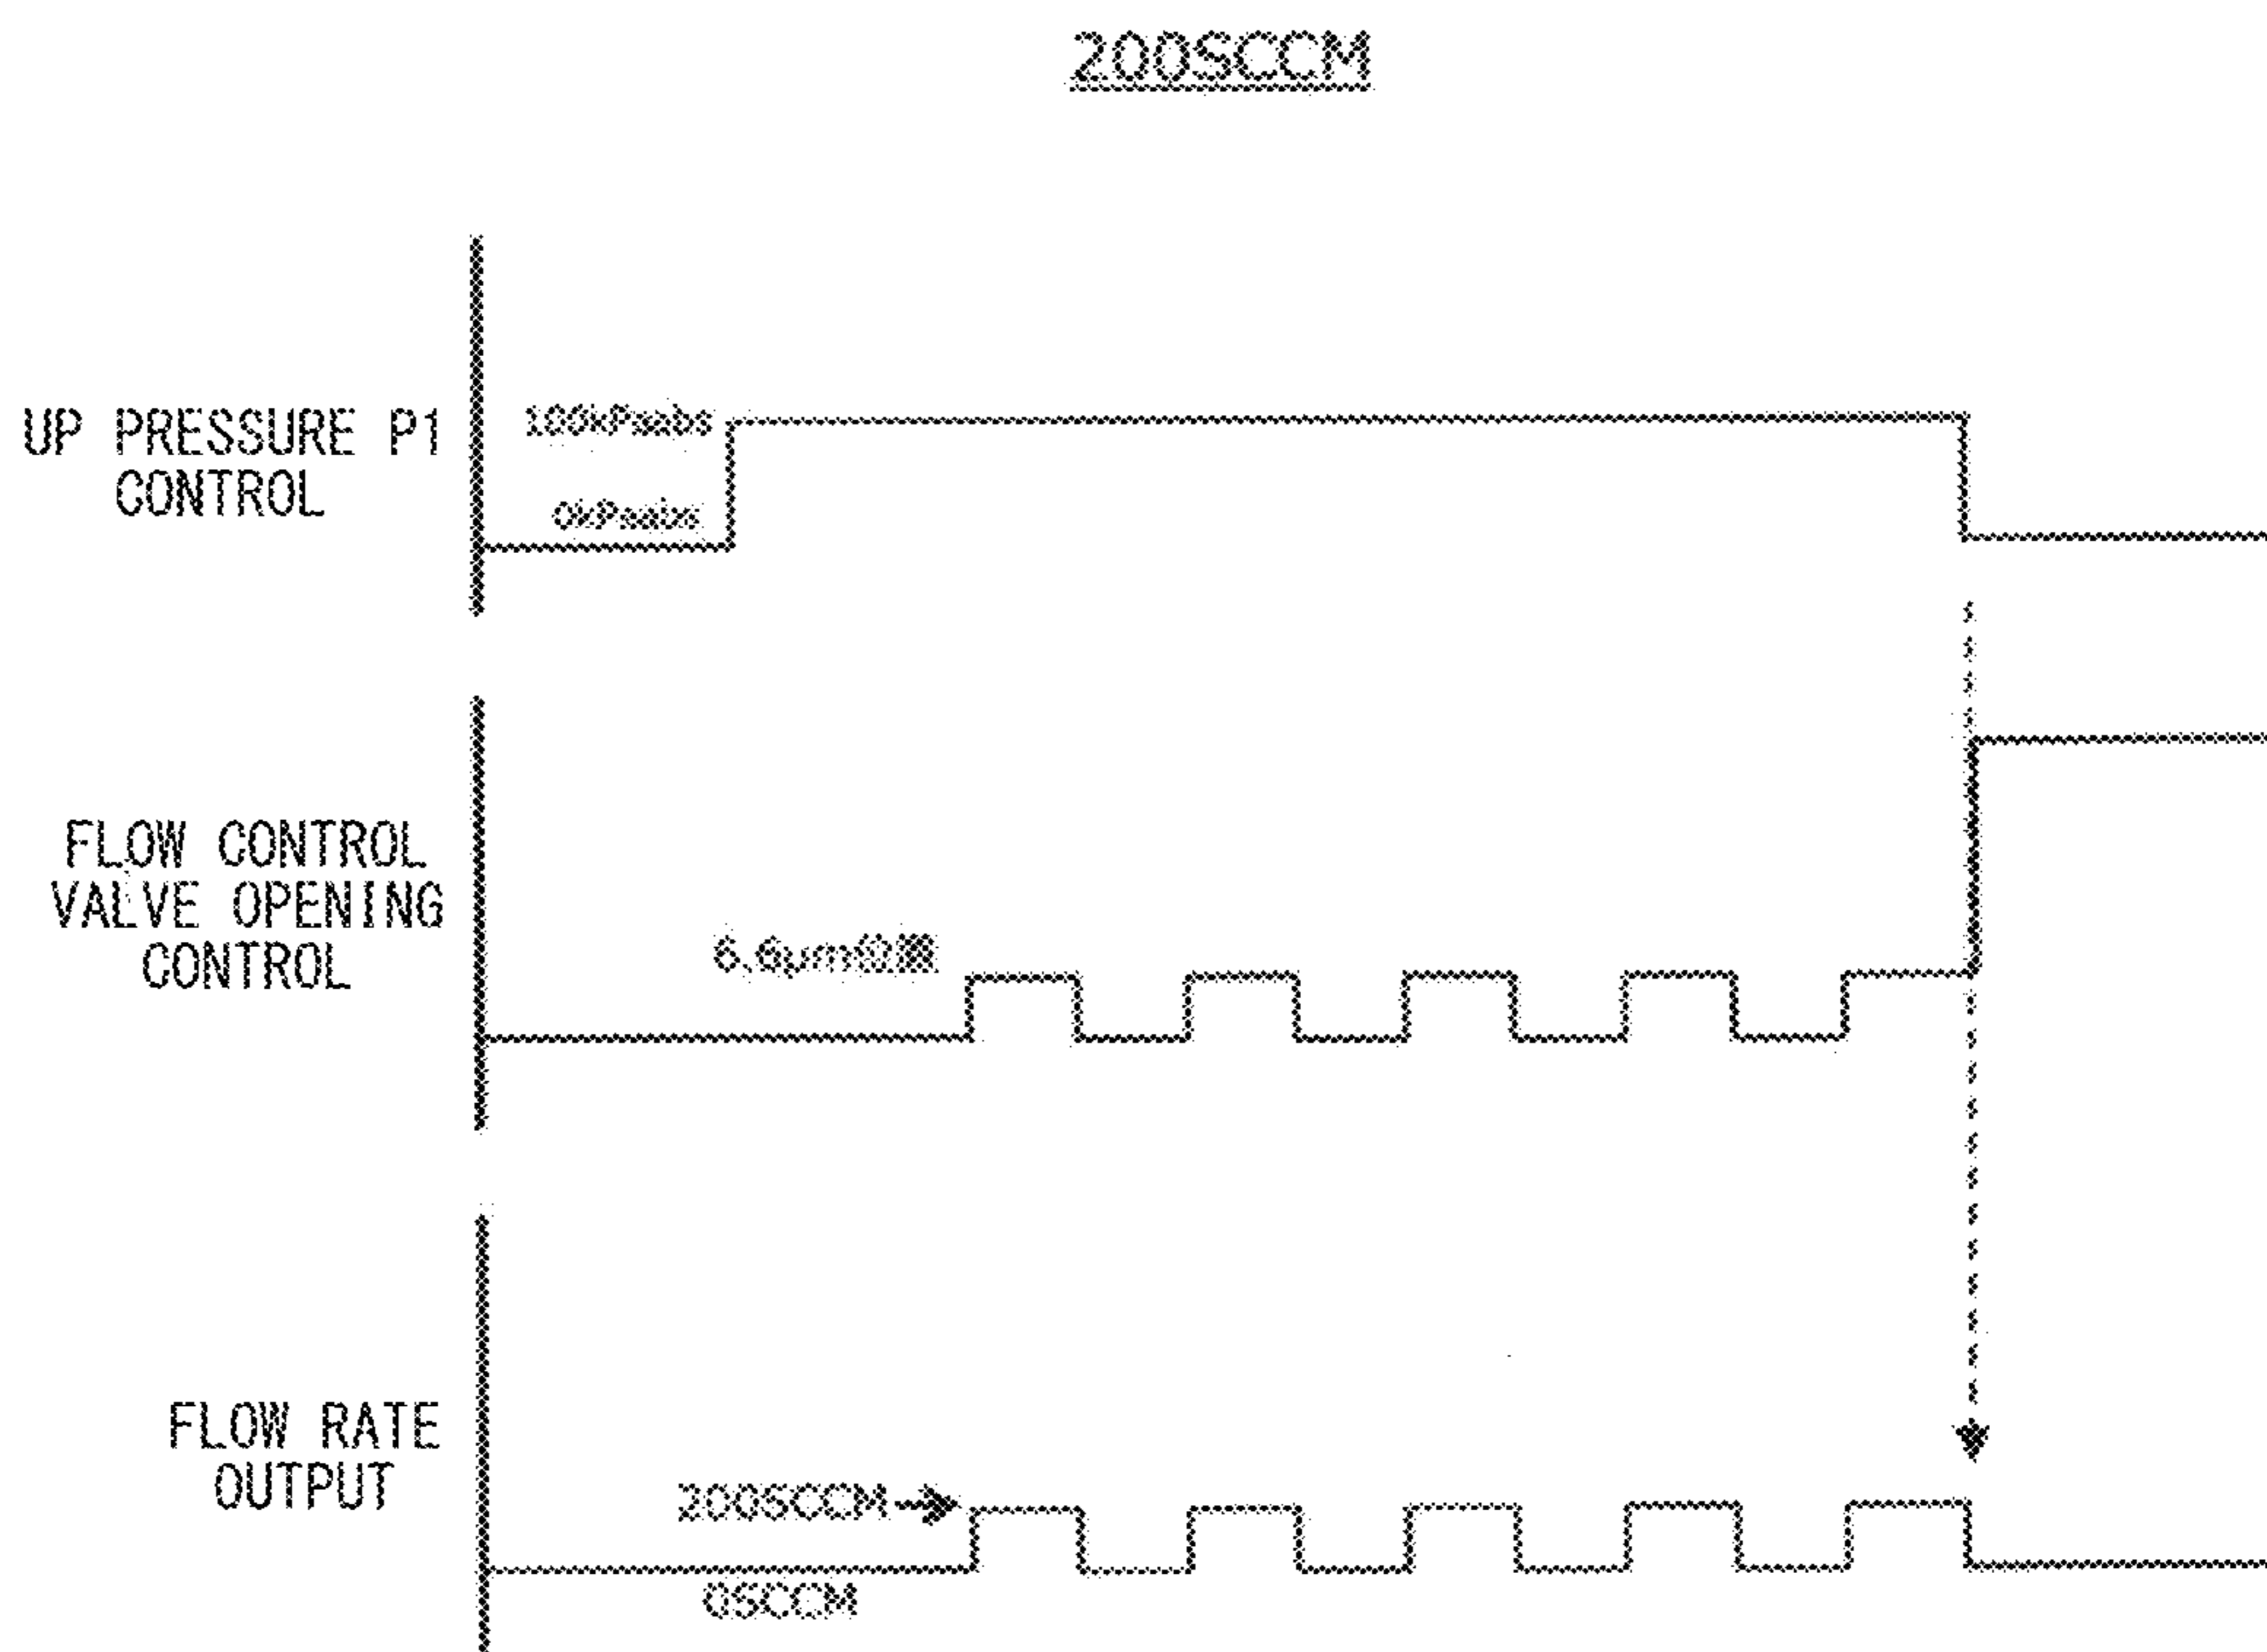 200SCCM
UP PRESSURE P1
CONTROL
100kPaabs
0kPaabs
FLOW CONTROL
VALVE OPENING
CONTROL
6.6μm
FLOW RATE
OUTPUT
200SCCM
0SCCM